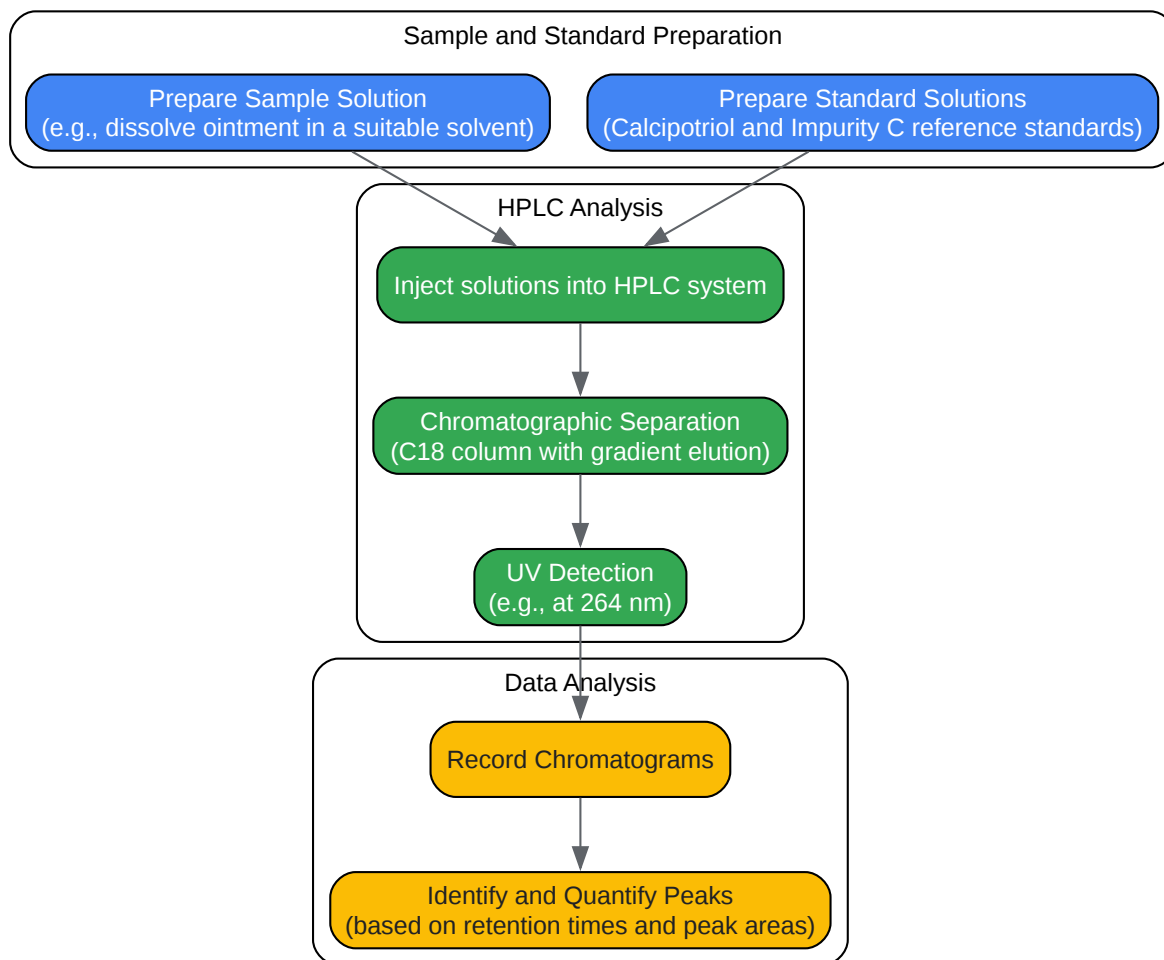 Sample and Standard Preparation
Prepare Sample Solution
(e.g., dissolve ointment in a suitable solvent)
Prepare Standard Solutions
(Calcipotriol and Impurity C reference standards)
HPLC Analysis
Inject solutions into HPLC system
Chromatographic Separation
(C18 column with gradient elution)
UV Detection
(e.g., at 264 nm)
Data Analysis
Record Chromatograms
Identify and Quantify Peaks
(based on retention times and peak areas)